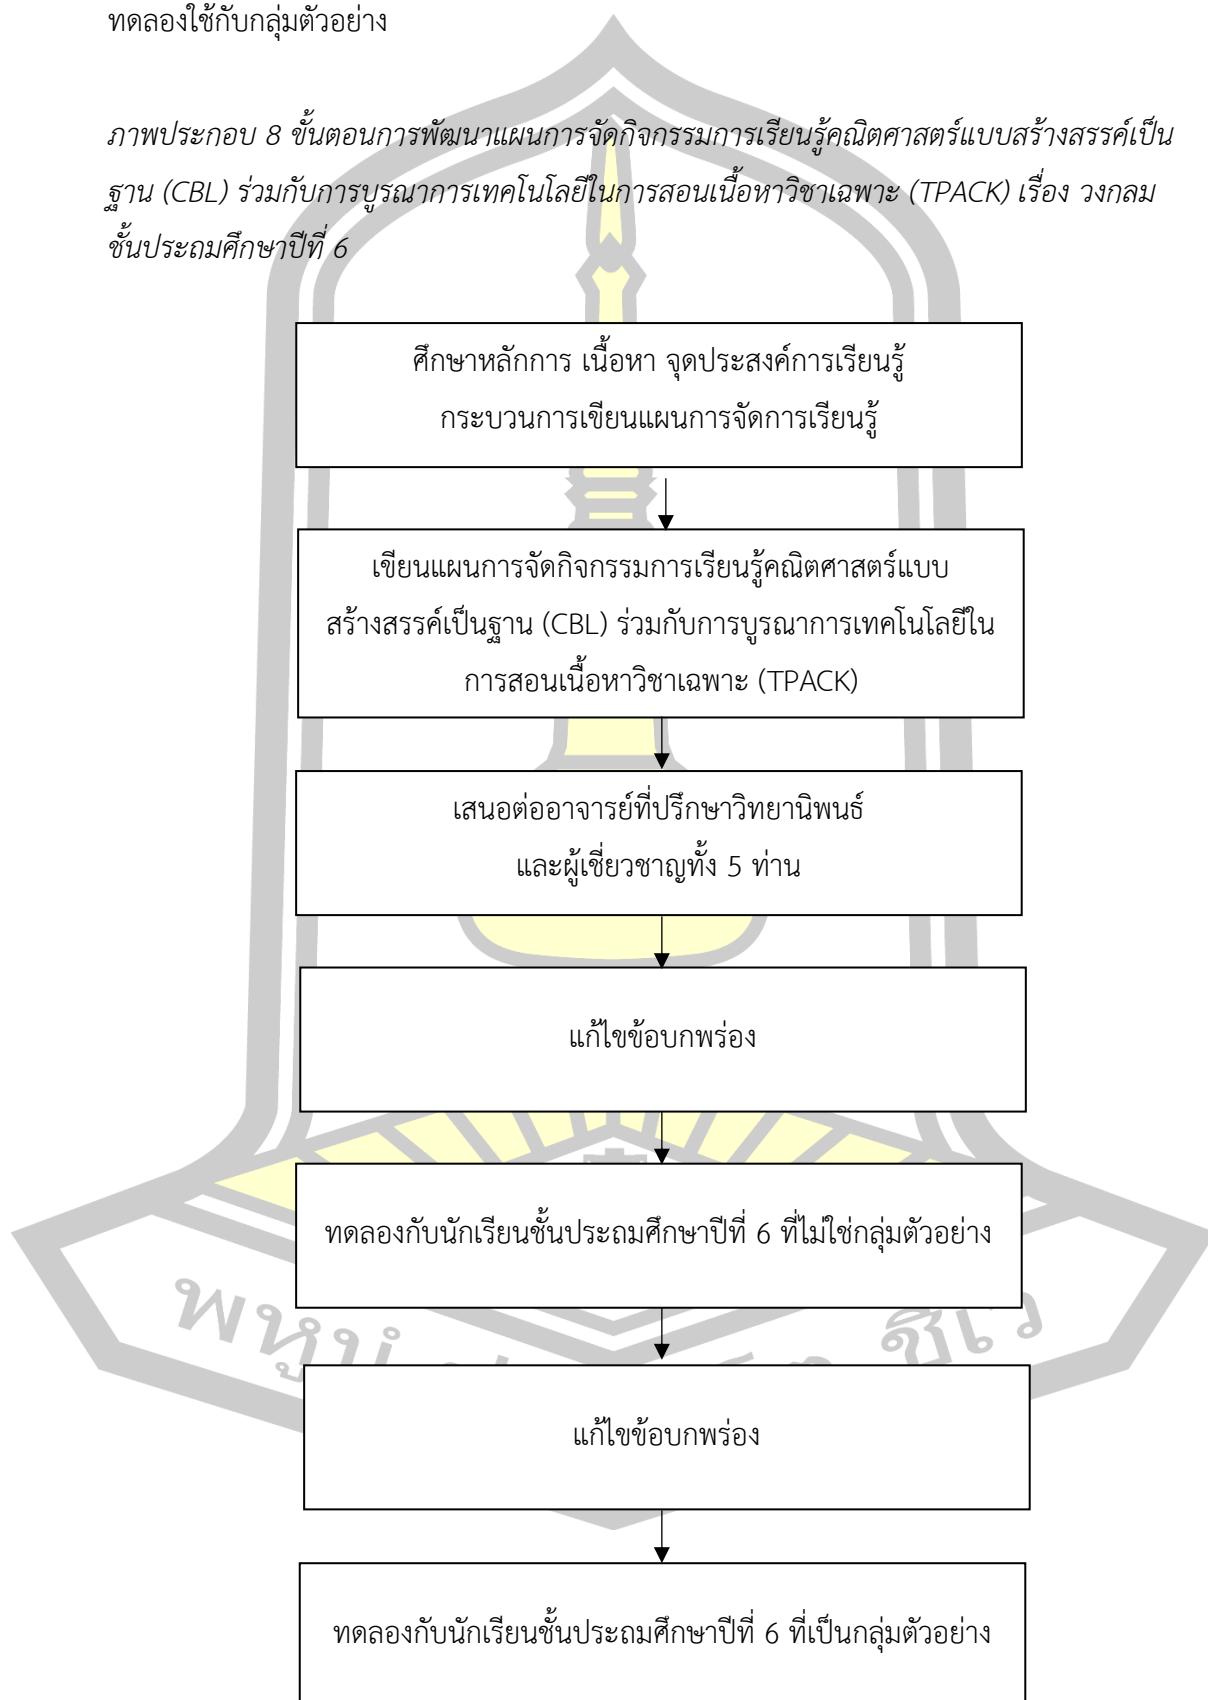 ทดลองใช้กับกลุ่มตัวอย่าง
ภาพประกอบ 8 ขั้นตอนการพัฒนาแผนการจัดกิจกรรมการเรียนรู้คณิตศาสตร์แบบสร้างสรรค์เป็น
ฐาน (CBL) ร่วมกับการบูรณาการเทคโนโลยีในการสอนเนื้อหาวิชาเฉพาะ (TPACK) เรื่อง วงกลม
ชั้นประถมศึกษาปีที่ 6
ศึกษาหลักการ เนื้อหา จุดประสงค์การเรียนรู้
กระบวนการเขียนแผนการจัดการเรียนรู้
เขียนแผนการจัดกิจกรรมการเรียนรู้คณิตศาสตร์แบบ
สร้างสรรค์เป็นฐาน (CBL) ร่วมกับการบูรณาการเทคโนโลยีใน
การสอนเนื้อหาวิชาเฉพาะ (TPACK)
เสนอต่ออาจารย์ที่ปรึกษาวิทยานิพนธ์
และผู้เชี่ยวชาญทั้ง 5 ท่าน
แก้ไขข้อบกพร่อง
ทดลองกับนักเรียนชั้นประถมศึกษาปีที่ 6 ที่ไม่ใช่กลุ่มตัวอย่าง
พหูน ชีเว
แก้ไขข้อบกพร่อง
ทดลองกับนักเรียนชั้นประถมศึกษาปีที่ 6 ที่เป็นกลุ่มตัวอย่าง